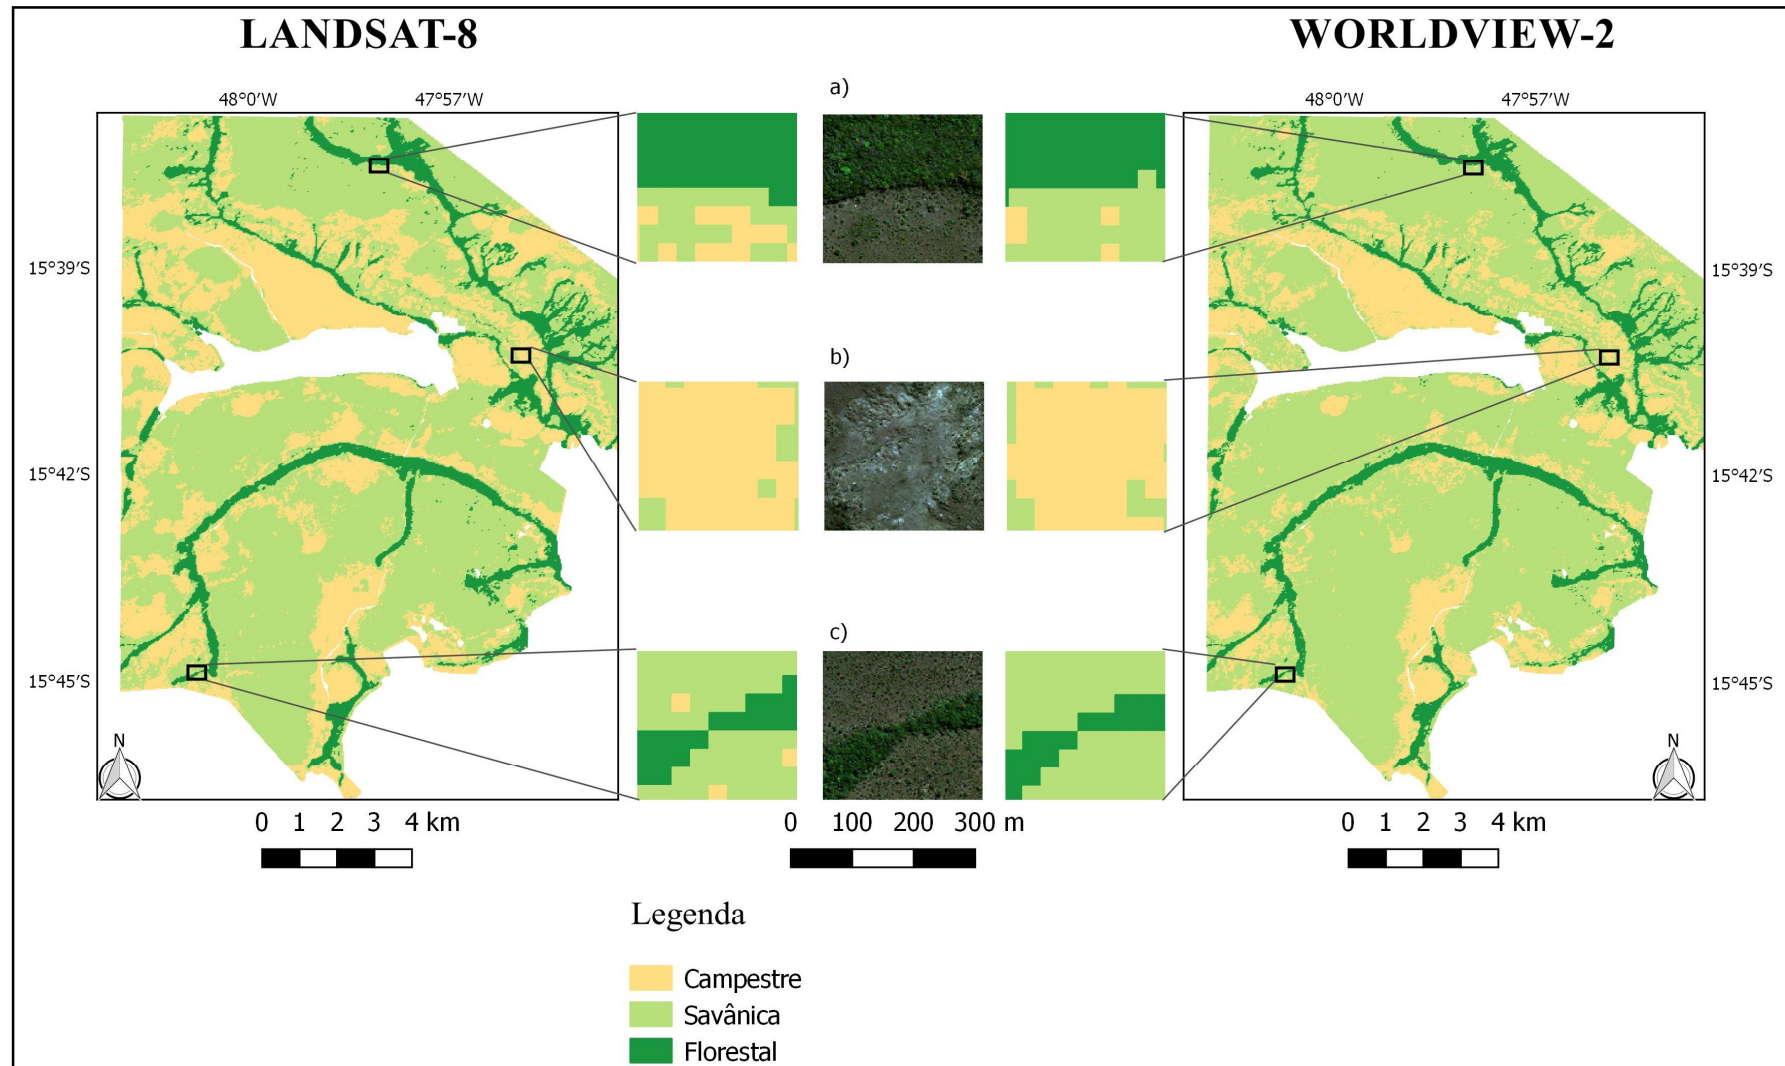 LANDSAT-8
WORLDVIEW-2
a)
48°0'W 47°57'W
48°0'W 47°57'W
15°39'S
15°39'S
b)
15°42'S
15°42'S
c)
15°45'S
15°45'S
N
N
0 1 2 3 4 km
0 100 200 300 m
0 1 2 3 4 km
Legenda
Campestre
Savânica
Florestal